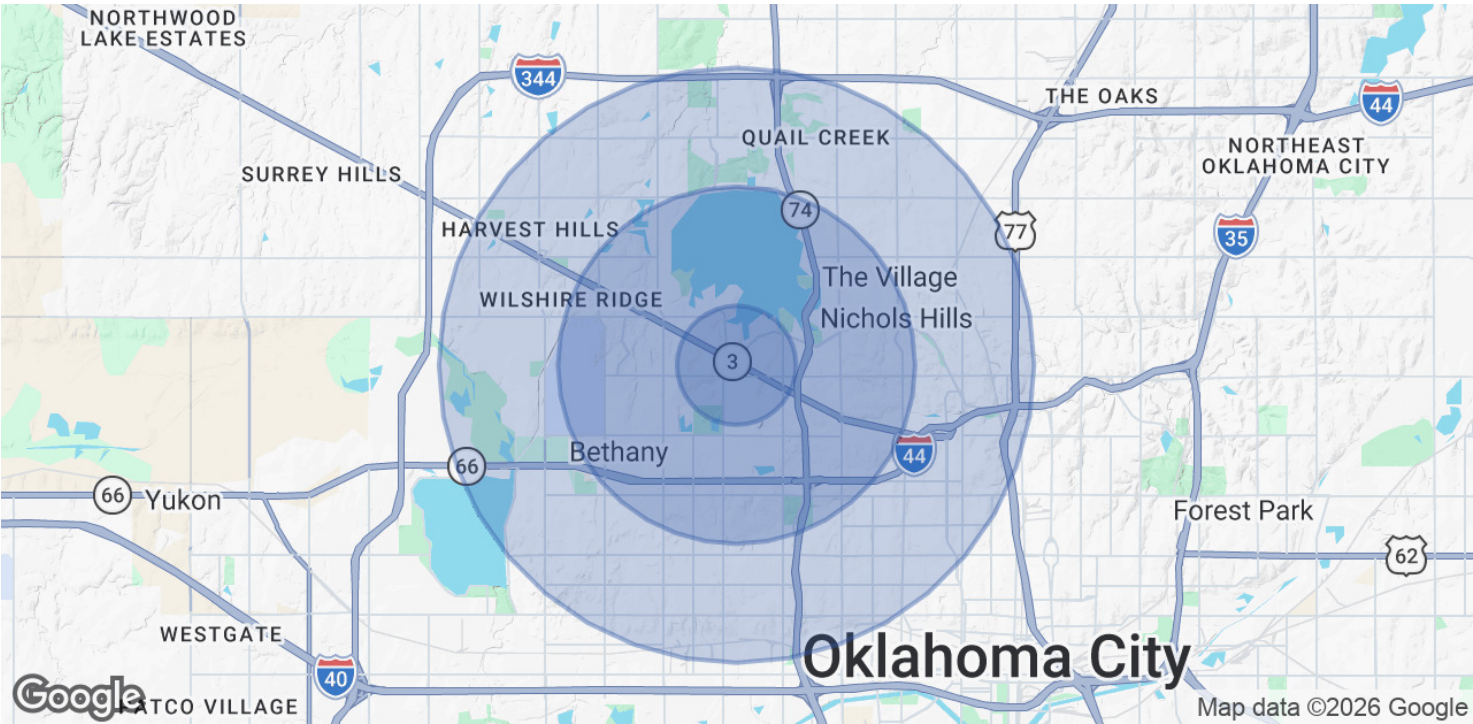 NORTHWOOD
LAKE ESTATES
344
44
THE OAKS
QUAIL CREEK
NORTHEAST
OKLAHOMA CITY
SURREY HILLS
74
HARVEST HILLS
77
35
The Village
WILSHIRE RIDGE
Nichols Hills
3
Bethany
44
66
66
Yukon
Forest Park
62
WESTGATE
Oklahoma City
40
Google
ATCO VILLAGE
Map data ©2026 Google